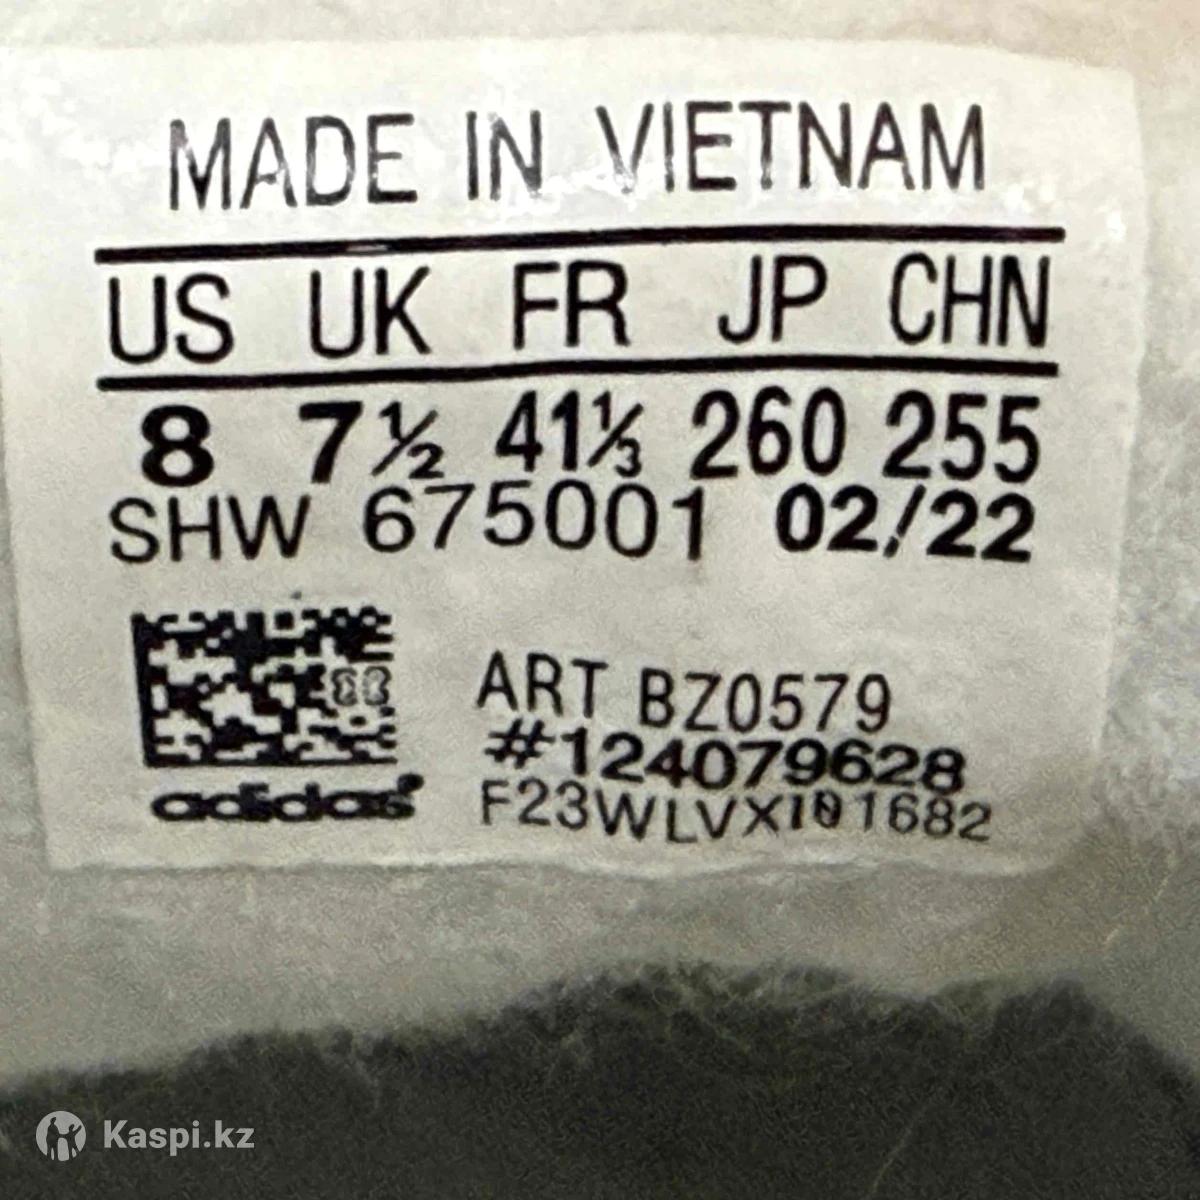 MADE IN VIETNAM
US UK FR JP CHN
8 7½ 41⅓ 260 255
SHW 675001 02/22
ART BZ0579
#124079628
adidas F23WLVXI01682
Kaspi.kz